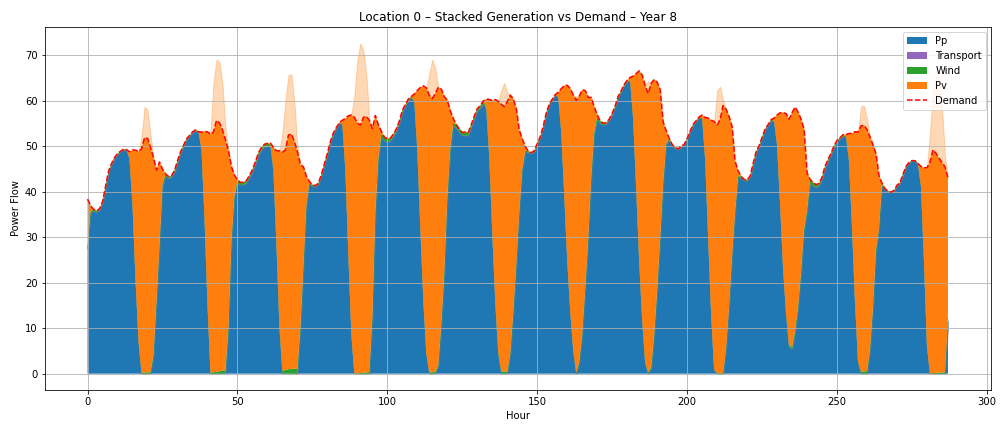 Location 0 – Stacked Generation vs Demand – Year 8
Power Flow
70
60
50
40
30
20
10
0
Pp
Transport
Wind
Pv
Demand
0
50
100
150
200
250
300
Hour